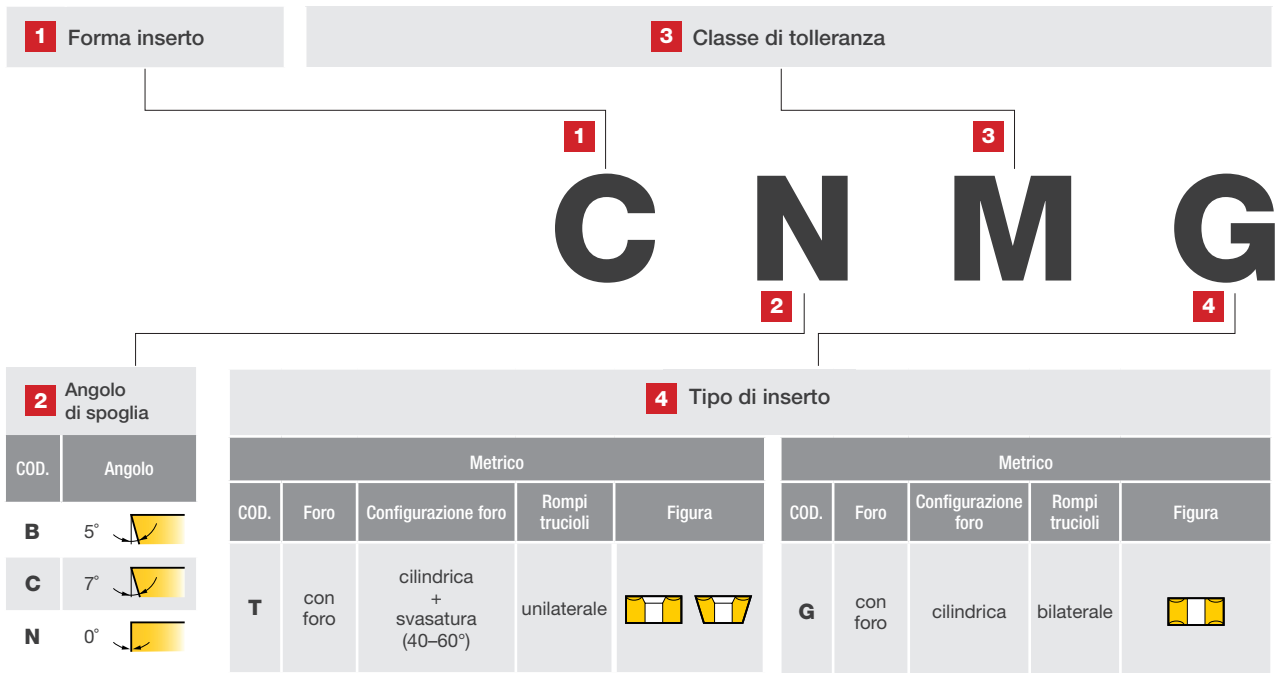 1 Forma inserto
3 Classe di tolleranza
1
3
C N M G
2
4
2 Angolo
di spoglia
COD. Angolo
B 5°
C 7°
N 0°
4 Tipo di inserto
Metrico
COD. Foro Configurazione foro Rompi
trucioli Figura
T con
foro cilindrica
+
svasatura
(40–60°) unilaterale
Metrico
COD. Foro Configurazione
foro Rompi
trucioli Figura
G con
foro cilindrica bilaterale